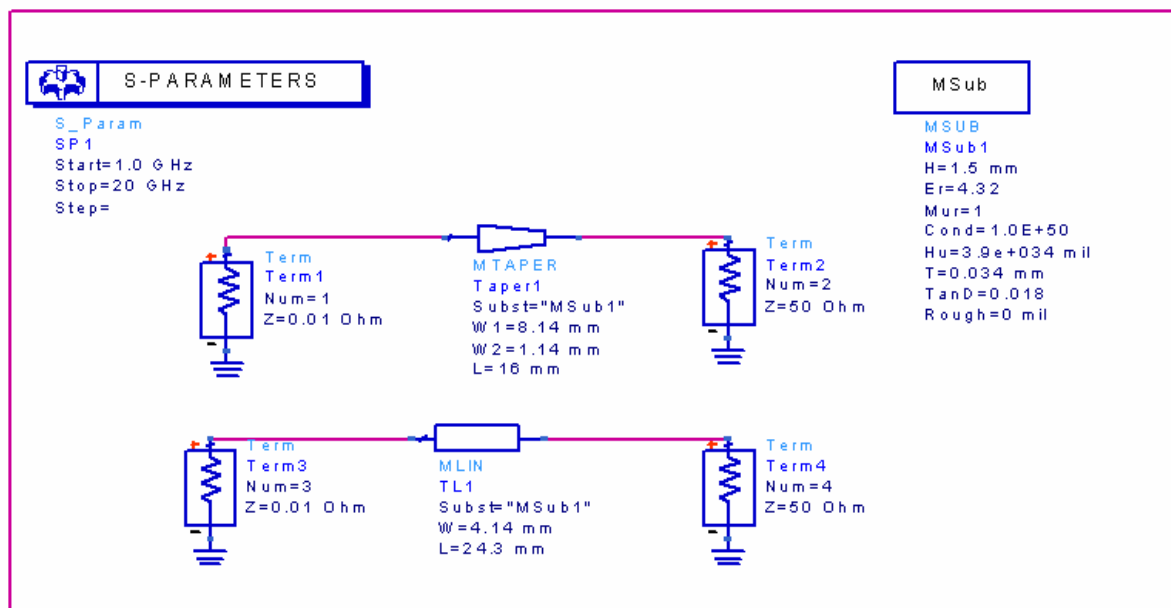 S-PARAMETERS
S_Param
SP1
Start=1.0 GHz
Stop=20 GHz
Step=
MSub
MSUB
MSub1
H=1.5 mm
Er=4.32
Mur=1
Cond=1.0E+50
Hu=3.9e+034 mil
T=0.034 mm
TanD=0.018
Rough=0 mil
Term
Term1
Num=1
Z=0.01 Ohm
MTAPER
Taper1
Subst="MSub1"
W1=8.14 mm
W2=1.14 mm
L=16 mm
Term
Term2
Num=2
Z=50 Ohm
Term
Term3
Num=3
Z=0.01 Ohm
MLIN
TL1
Subst="MSub1"
W=4.14 mm
L=24.3 mm
Term
Term4
Num=4
Z=50 Ohm